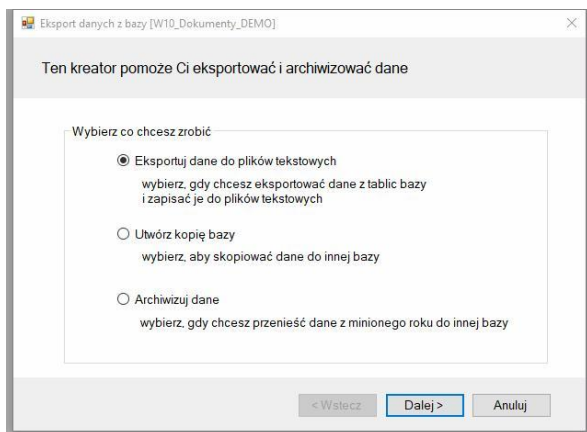 Eksport danych z bazy [W10_Dokumenty_DEMO]
Ten kreator pomoże Ci eksportować i archiwizować dane
Wybierz co chcesz zrobić
Eksportuj dane do plików tekstowych
wybierz, gdy chcesz eksportować dane z tablic bazy
i zapisać je do plików tekstowych
Utwórz kopię bazy
wybierz, aby skopiować dane do innej bazy
Archiwizuj dane
wybierz, gdy chcesz przenieść dane z minionego roku do innej bazy
< Wstecz Dalej > Anuluj